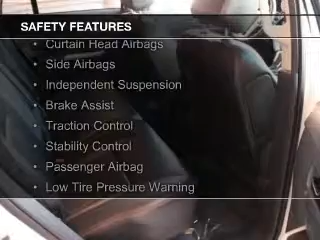 SAFETY FEATURES
• Curtain Head Airbags
• Side Airbags
• Independent Suspension
• Brake Assist
• Traction Control
• Stability Control
• Passenger Airbag
• Low Tire Pressure Warning